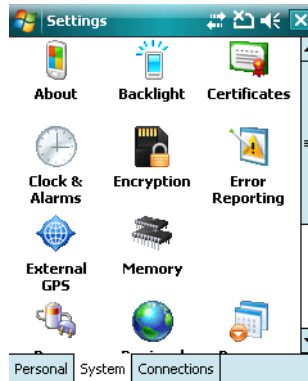 Settings
About
Backlight
Certificates
Clock &
Alarms
Encryption
Error
Reporting
External
GPS
Memory
Personal
System
Connections